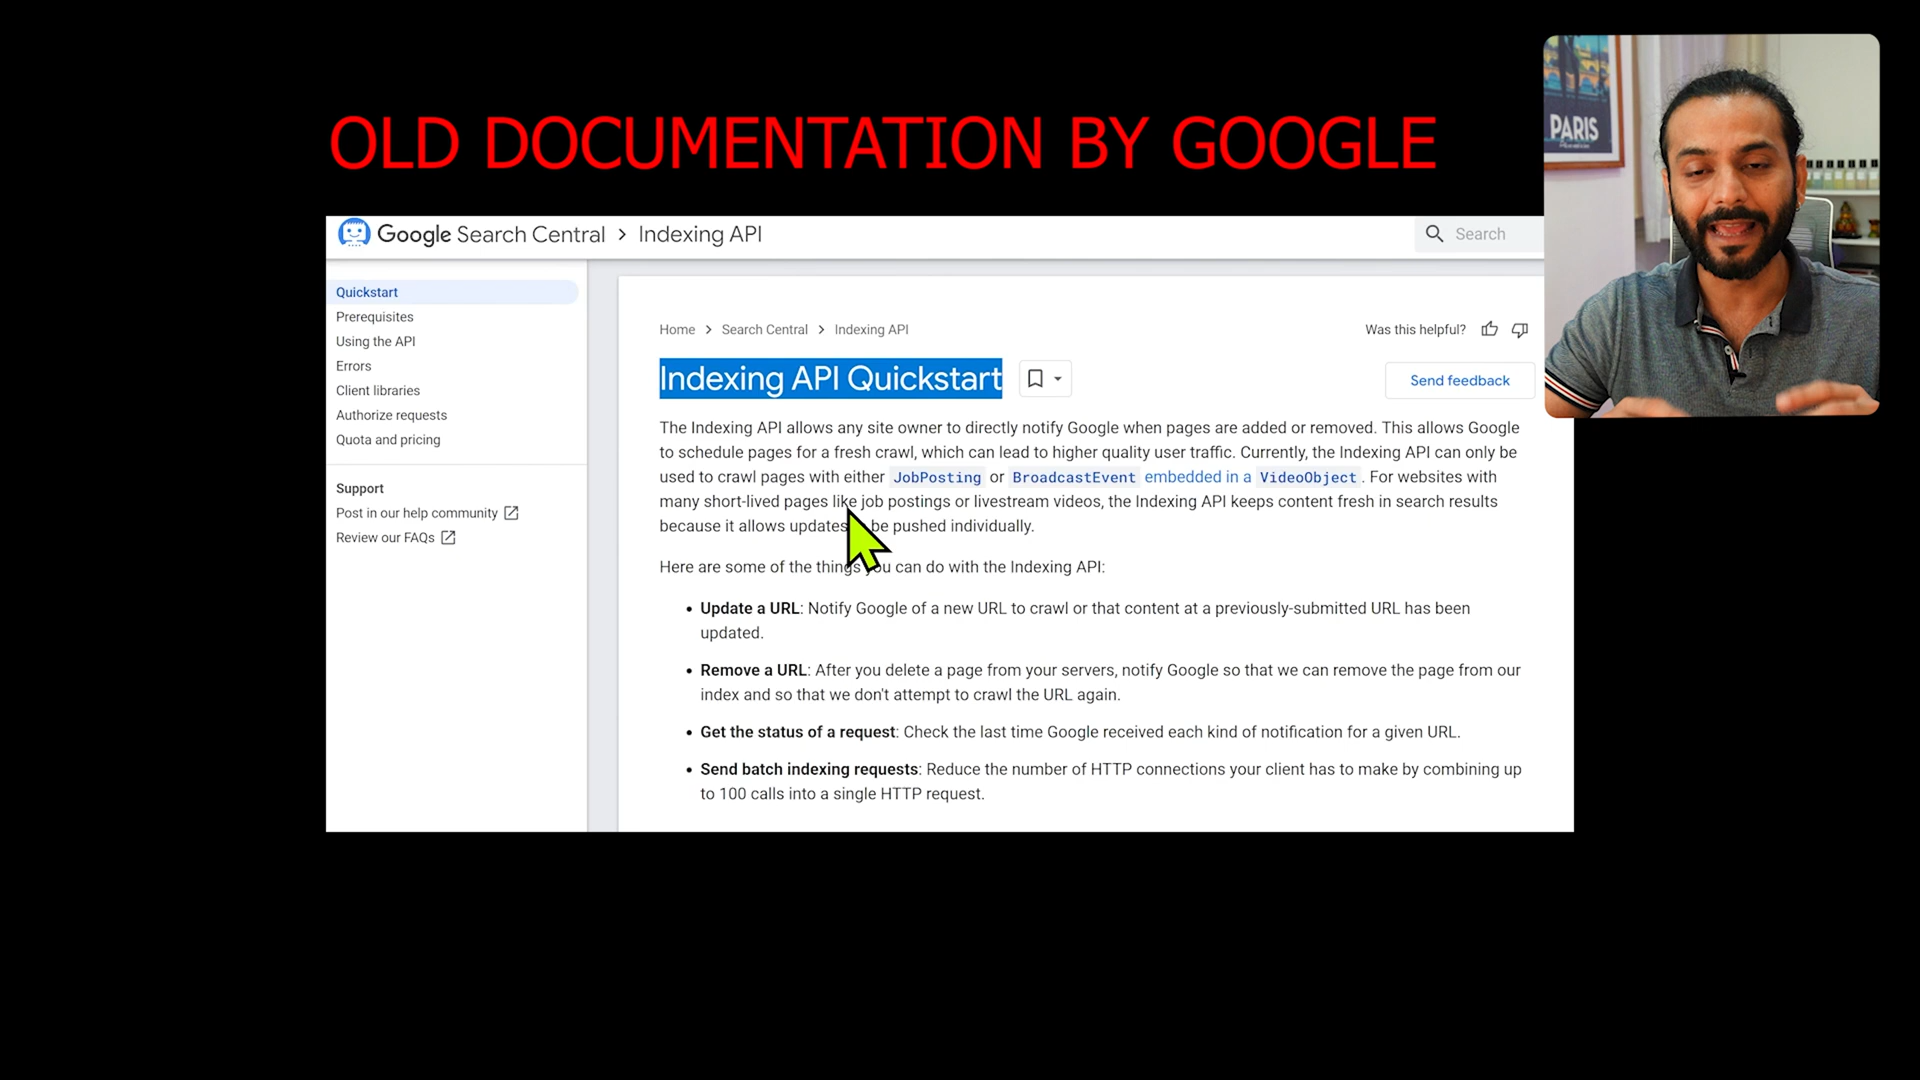 OLD DOCUMENTATION BY GOOGLE
PARIS
Google Search Central > Indexing API
Search
Quickstart
Prerequisites
Using the API
Errors
Client libraries
Authorize requests
Quota and pricing
Support
Post in our help community
Review our FAQs
Home > Search Central > Indexing API
Was this helpful?
Indexing API Quickstart
Send feedback
The Indexing API allows any site owner to directly notify Google when pages are added or removed. This allows Google
to schedule pages for a fresh crawl, which can lead to higher quality user traffic. Currently, the Indexing API can only be
used to crawl pages with either JobPosting or BroadcastEvent embedded in a VideoObject. For websites with
many short-lived pages like job postings or livestream videos, the Indexing API keeps content fresh in search results
because it allows updates be pushed individually.
Here are some of the things you can do with the Indexing API:
• Update a URL: Notify Google of a new URL to crawl or that content at a previously-submitted URL has been
updated.
• Remove a URL: After you delete a page from your servers, notify Google so that we can remove the page from our
index and so that we don't attempt to crawl the URL again.
• Get the status of a request: Check the last time Google received each kind of notification for a given URL.
• Send batch indexing requests: Reduce the number of HTTP connections your client has to make by combining up
to 100 calls into a single HTTP request.